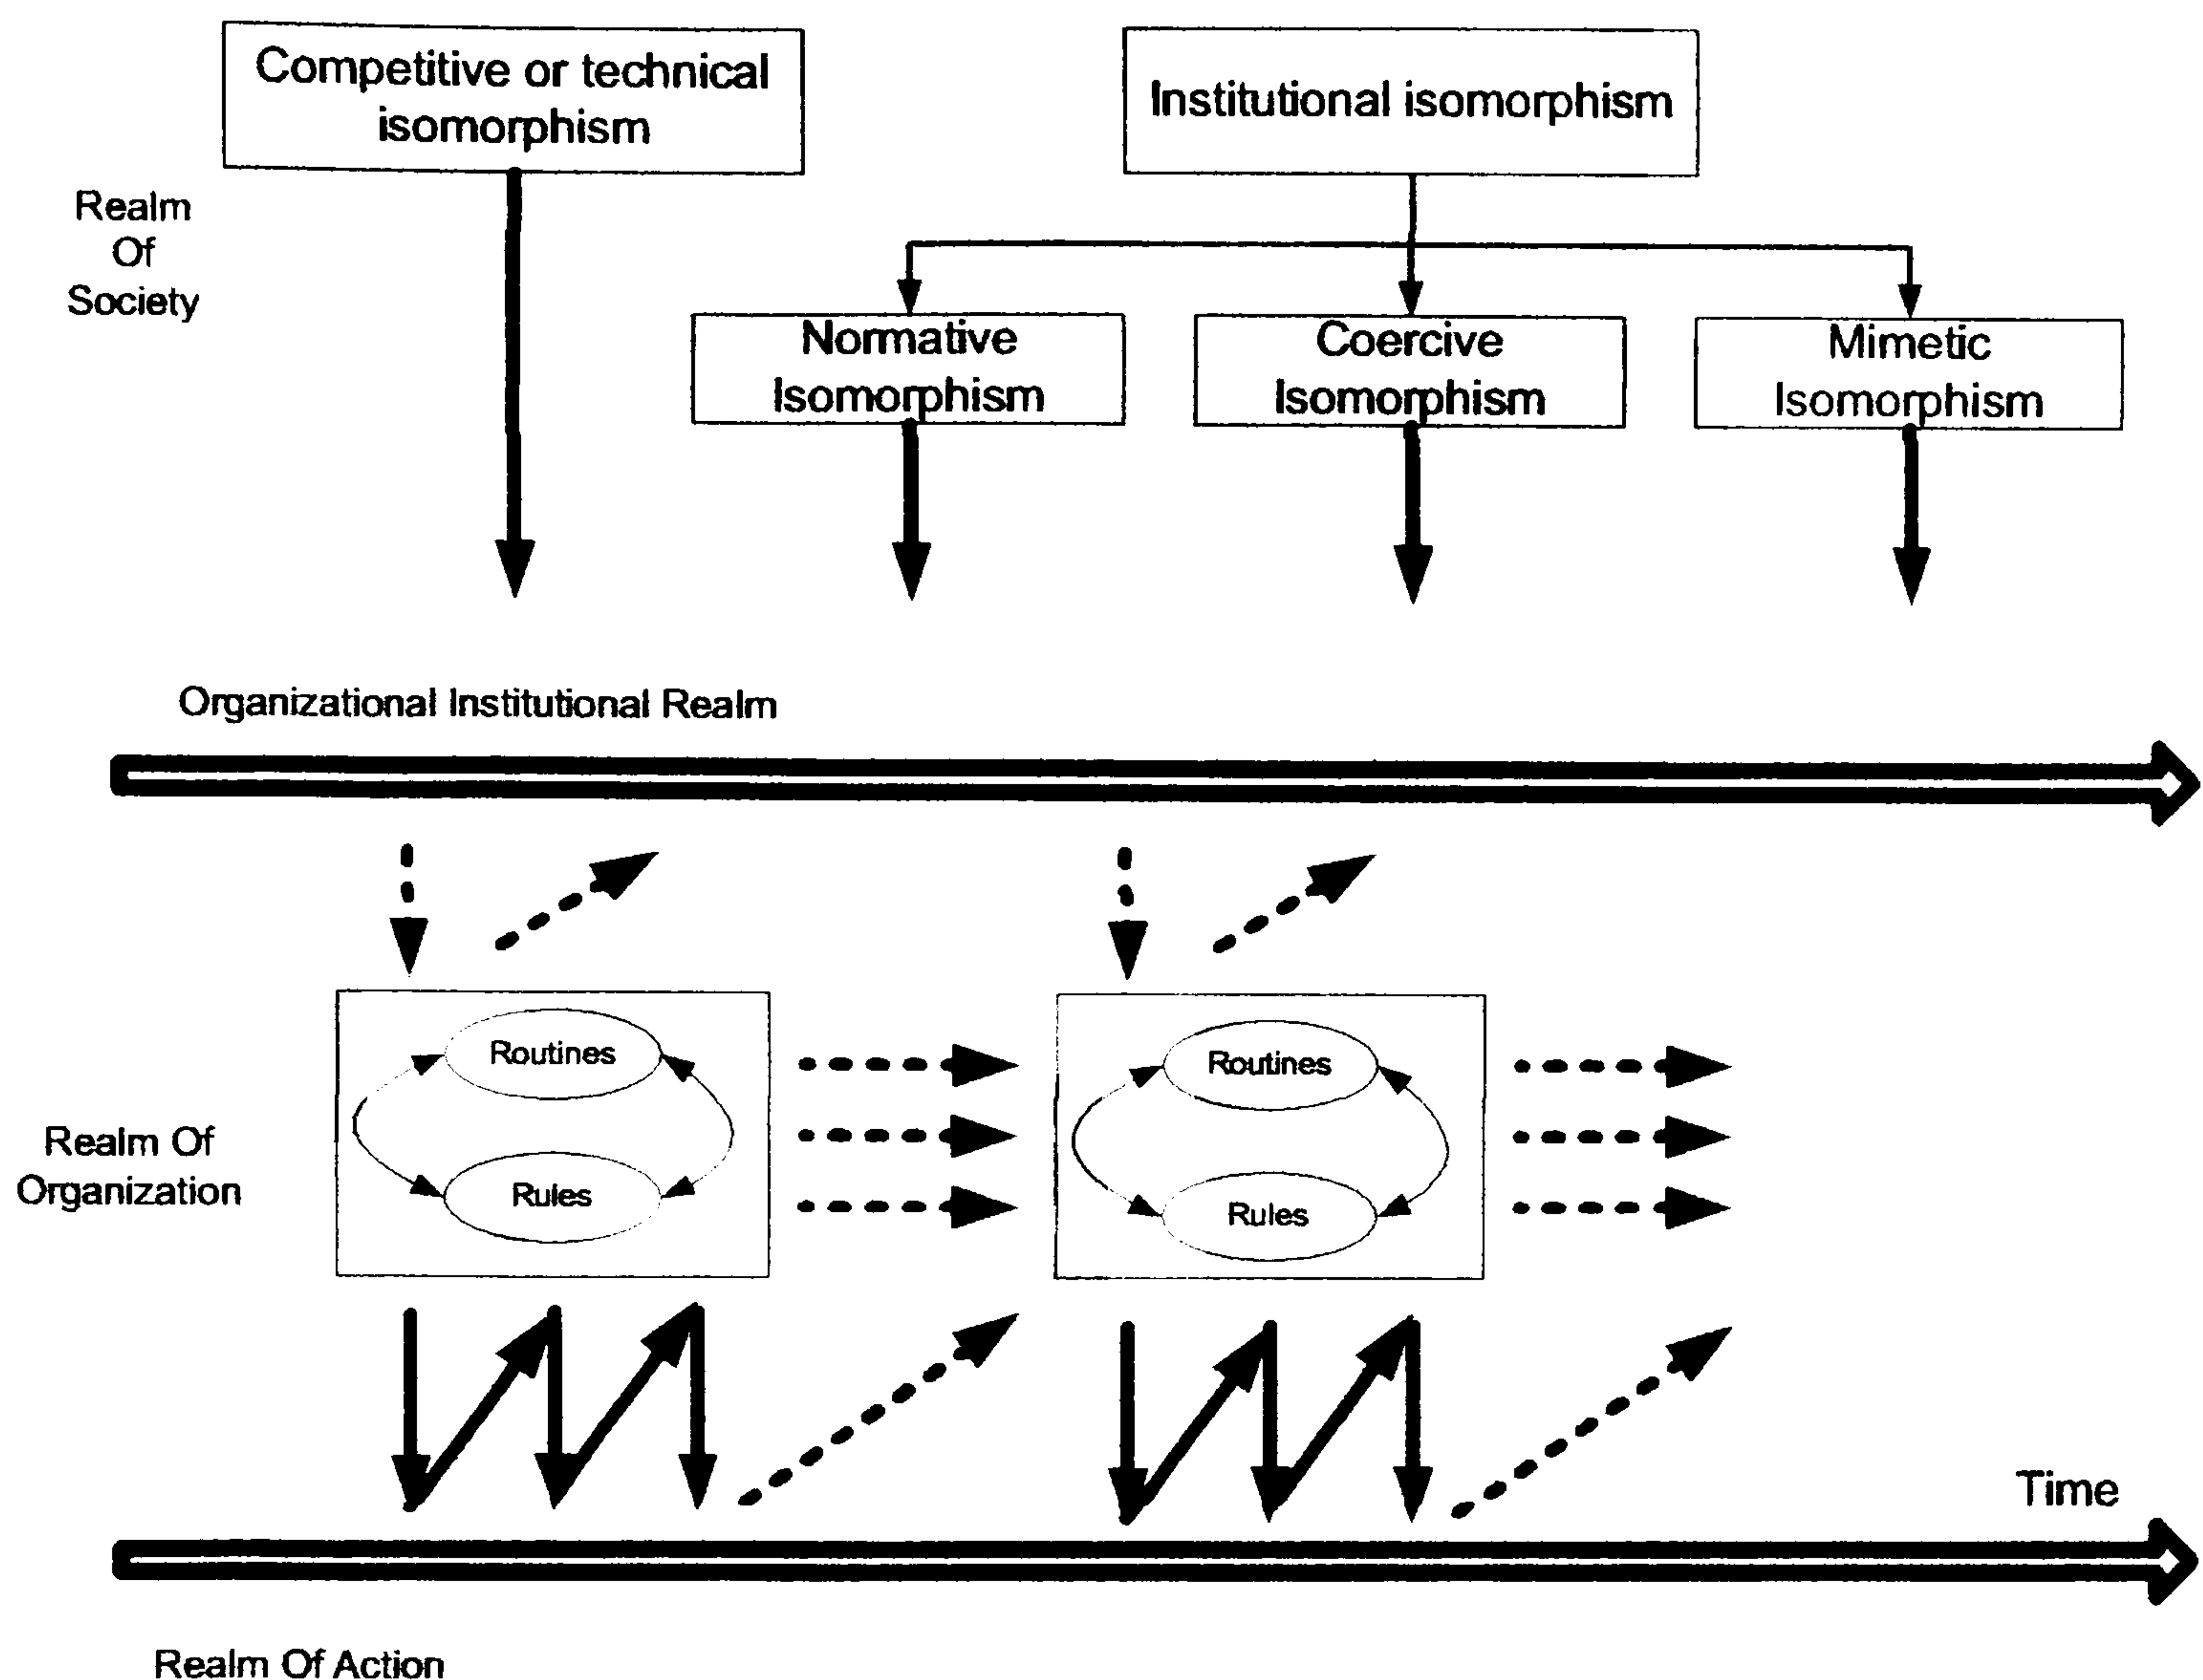 Competitive or technical
isomorphism
Institutional isomorphism
Realm
Of
Society
Normative
Isomorphism
Coercive
Isomorphism
Mimetic
Isomorphism
Organizational Institutional Realm
Routines
Rules
Routines
Rules
Realm Of
Organization
Time
Realm Of Action